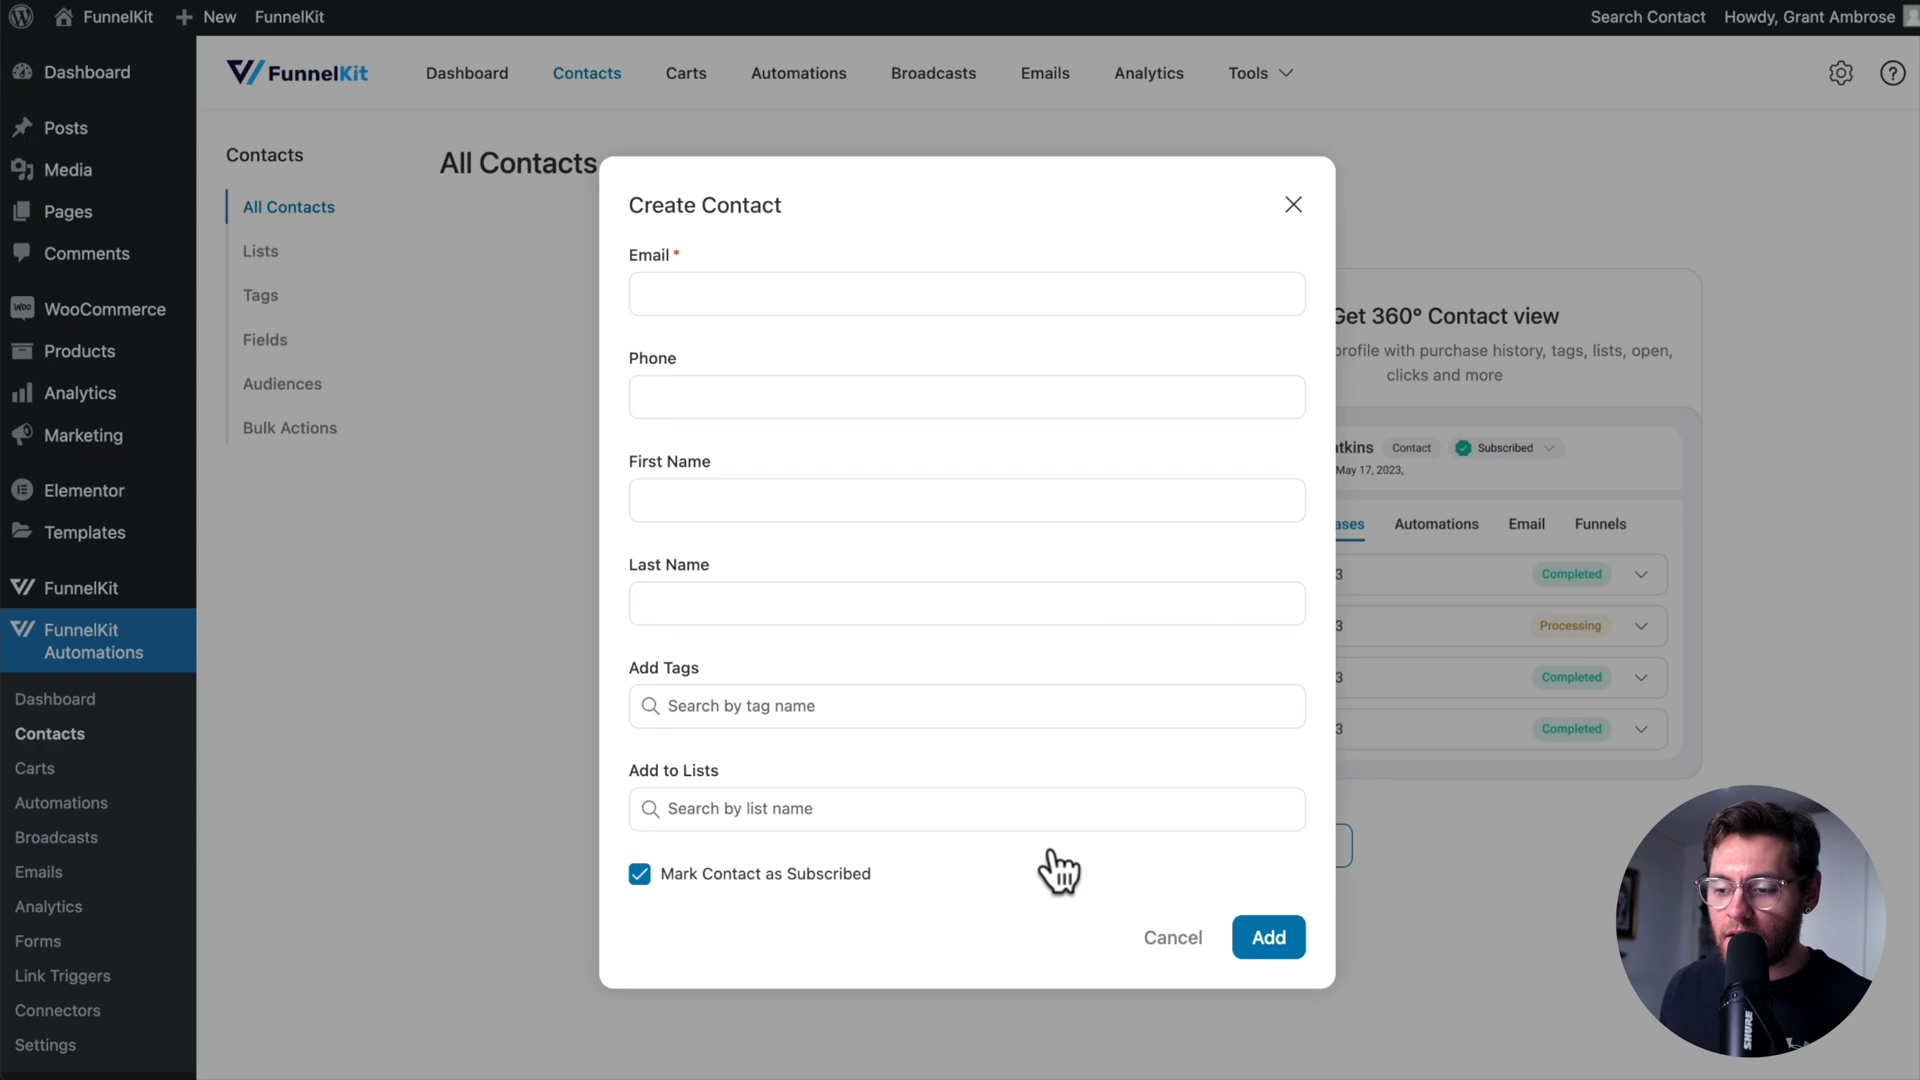 FunnelKit
New
FunnelKit
Search Contact
Howdy, Grant Ambrose
Dashboard
Posts
Media
Pages
Comments
WooCommerce
Products
Analytics
Marketing
Elementor
Templates
FunnelKit
FunnelKit
Automations
Dashboard
Contacts
Carts
Automations
Broadcasts
Emails
Analytics
Forms
Link Triggers
Connectors
Settings
FunnelKit
Dashboard
Contacts
Carts
Automations
Broadcasts
Emails
Analytics
Tools
Contacts
All Contacts
Lists
Tags
Fields
Audiences
Bulk Actions
All Contacts
Create Contact
Email *
Phone
First Name
Last Name
Add Tags
Search by tag name
Add to Lists
Search by list name
Mark Contact as Subscribed
Cancel
Add
Get 360° Contact view
profile with purchase history, tags, lists, open,
clicks and more
tkins
Contact
Subscribed
May 17, 2023,
ases
Automations
Email
Funnels
3
Completed
3
Processing
3
Completed
3
Completed
SHURE